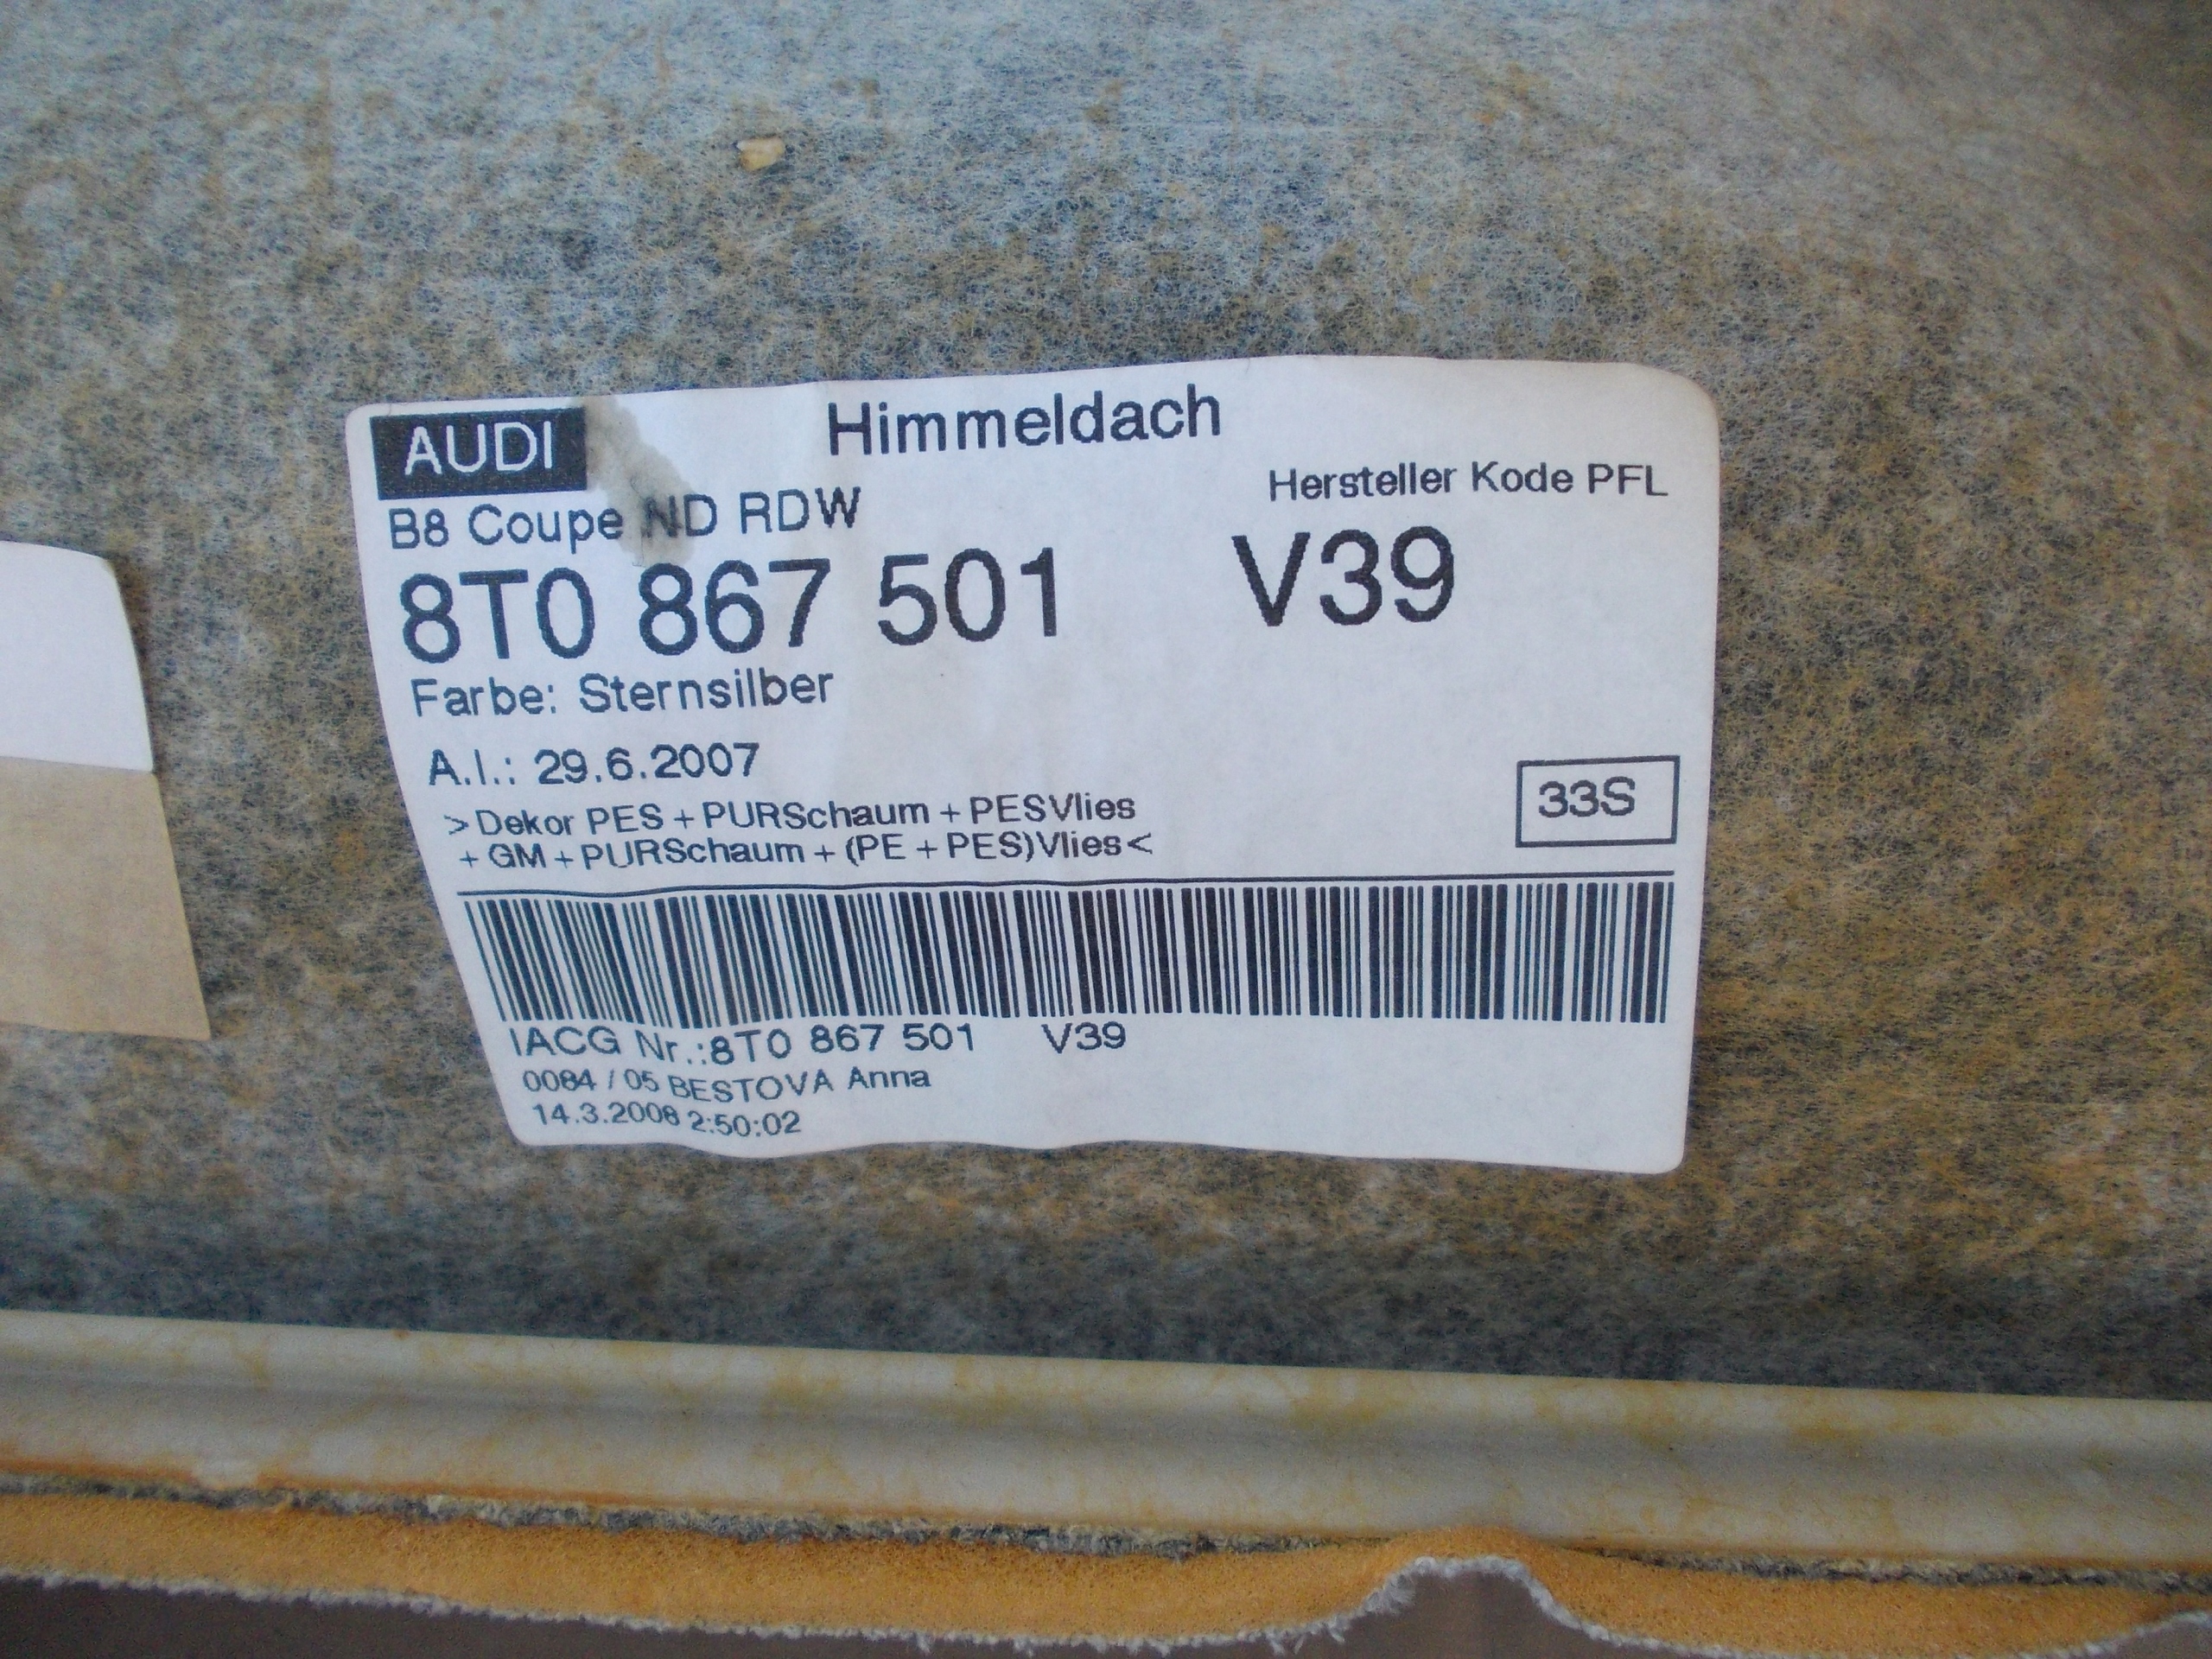 AUDI Himmeldach
Hersteller Kode PFL
B8 Coupe ND RDW
8T0 867 501 V39
Farbe: Sternsilber
A.I.: 29.6.2007
33S
>Dekor PES + PURSchaum + PESVlies
+ GM + PURSchaum + (PE + PES)Vlies<
IACG Nr.:8T0 867 501 V39
0084 / 05 BESTOVA Anna
14.3.2008 2:50:02